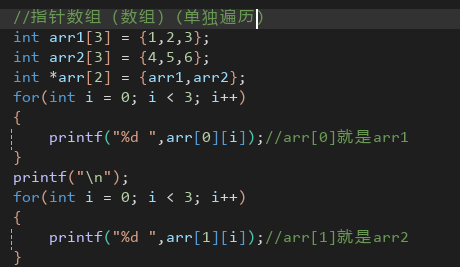 //指针数组 (数组) (单独遍历)
int arr1[3] = {1,2,3};
int arr2[3] = {4,5,6};
int *arr[2] = {arr1,arr2};
for(int i = 0; i < 3; i++)
{
    printf("%d ",arr[0][i]);//arr[0]就是arr1
}
printf("\n");
for(int i = 0; i < 3; i++)
{
    printf("%d ",arr[1][i]);//arr[1]就是arr2
}